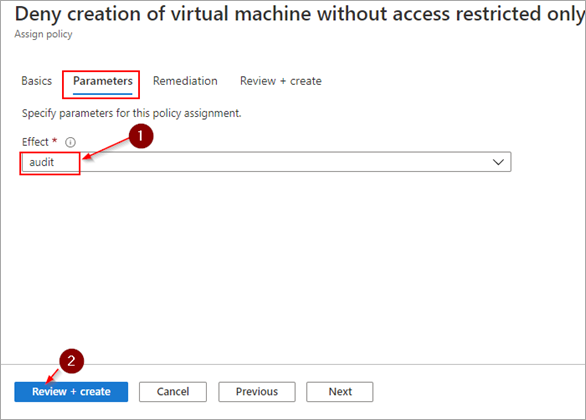 Deny creation of virtual machine without access restricted only
Assign policy
Basics Parameters Remediation Review + create
Specify parameters for this policy assignment.
Effect *
1
audit
2
Review + create Cancel Previous Next